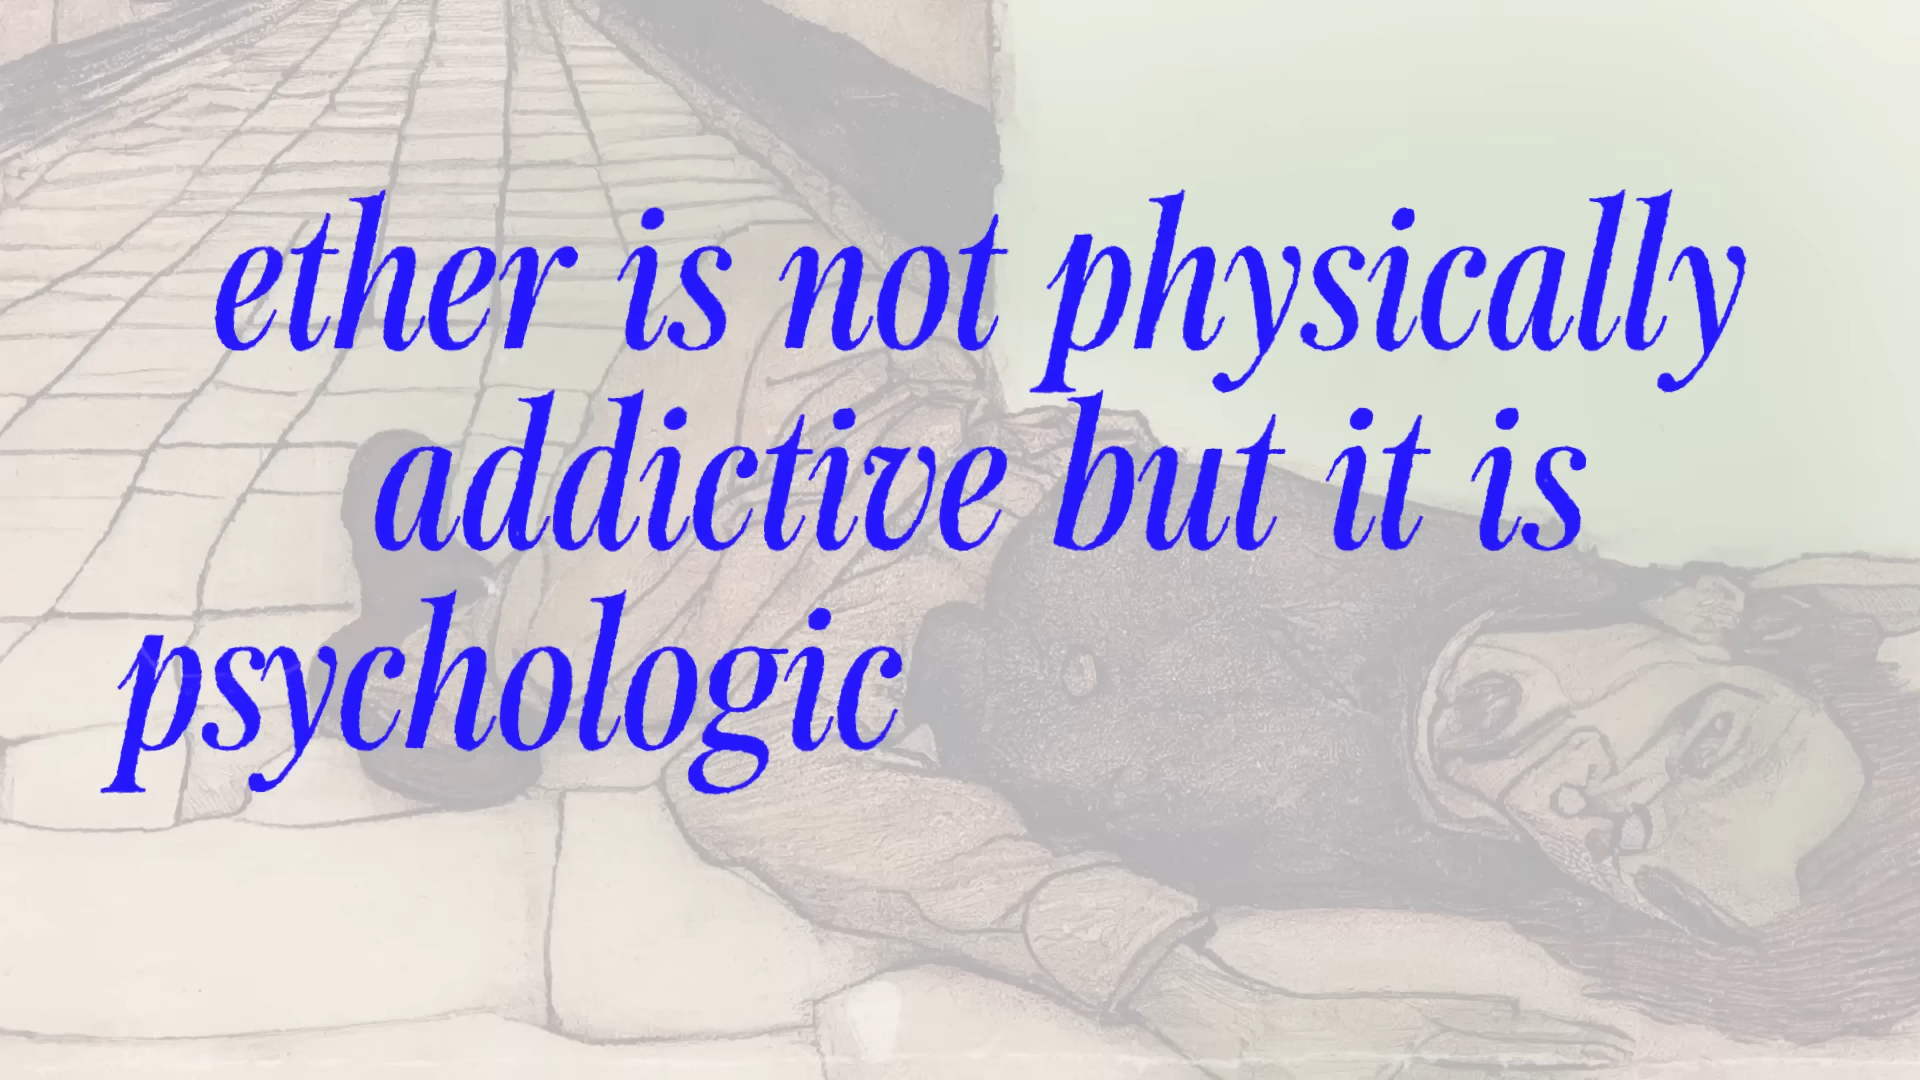 ether is not physically
addictive but it is
psychologic